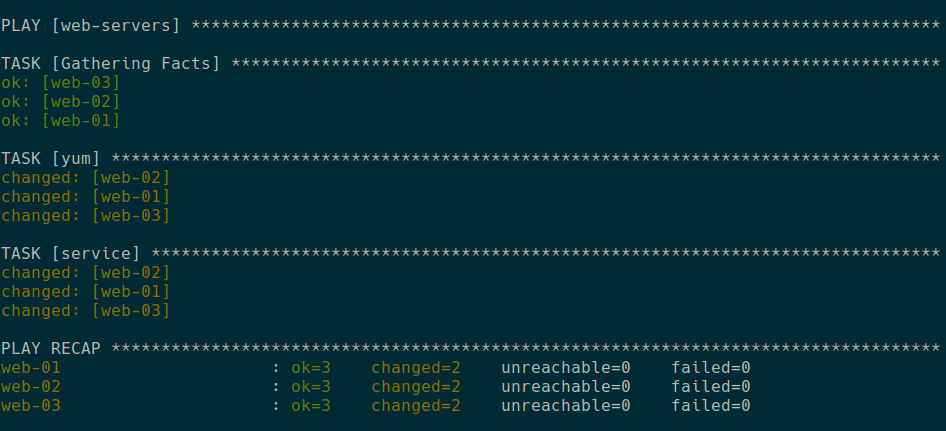 PLAY [web-servers] ***************************************************************************
TASK [Gathering Facts] ***********************************************************************
ok: [web-03]
ok: [web-02]
ok: [web-01]
TASK [yum] ***********************************************************************************
changed: [web-02]
changed: [web-01]
changed: [web-03]
TASK [service] *******************************************************************************
changed: [web-02]
changed: [web-01]
changed: [web-03]
PLAY RECAP ***********************************************************************************
web-01                     : ok=3    changed=2    unreachable=0    failed=0
web-02                     : ok=3    changed=2    unreachable=0    failed=0
web-03                     : ok=3    changed=2    unreachable=0    failed=0